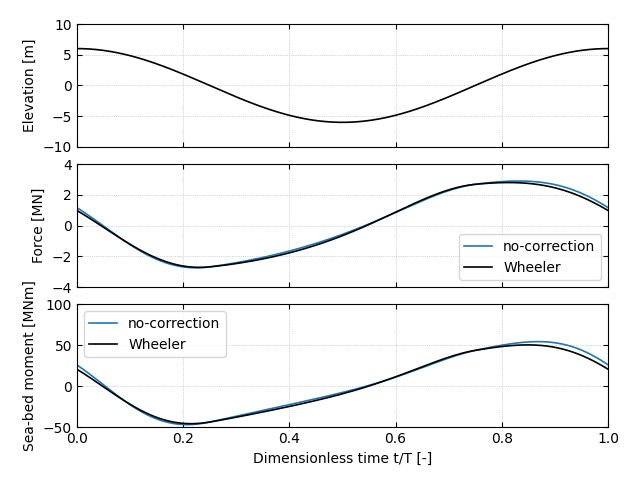 Elevation [m]
10
5
0
−5
−10
Force [MN]
4
2
0
−2
−4
no-correction
Wheeler
Sea-bed moment [MNm]
100
50
0
−50
no-correction
Wheeler
0.0 0.2 0.4 0.6 0.8 1.0
Dimensionless time t/T [-]